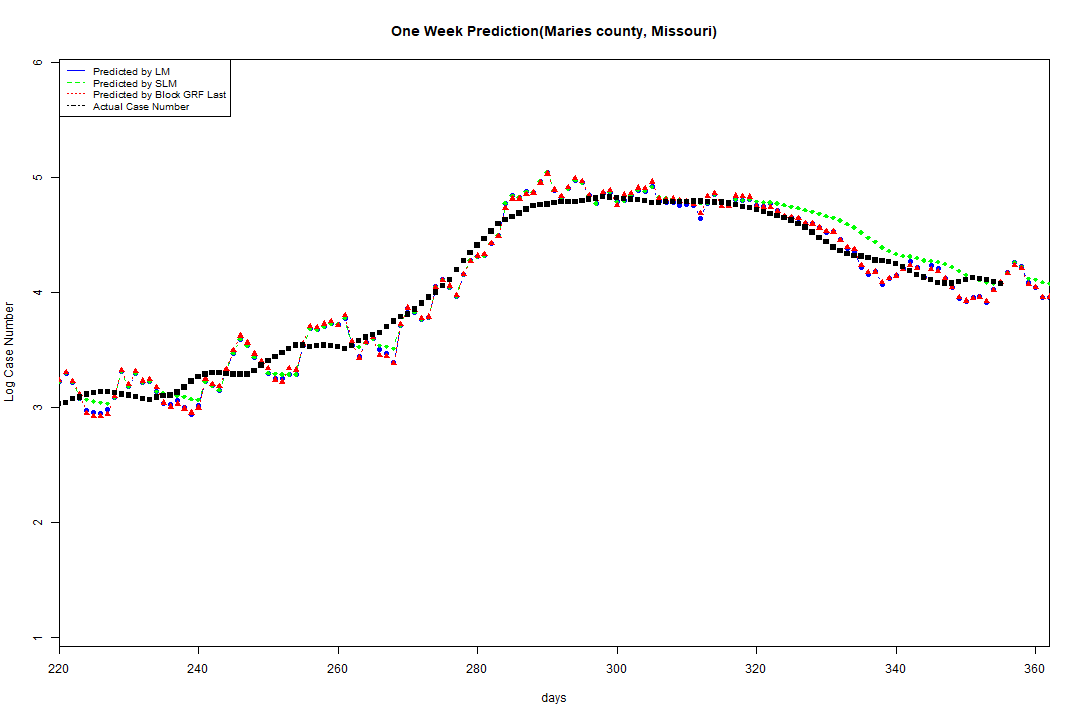 One Week Prediction(Maries county, Missouri)
Predicted by LM
Predicted by SLM
Predicted by Block GRF Last
Actual Case Number
6
5
4
3
2
1
Log Case Number
220 240 260 280 300 320 340 360
days